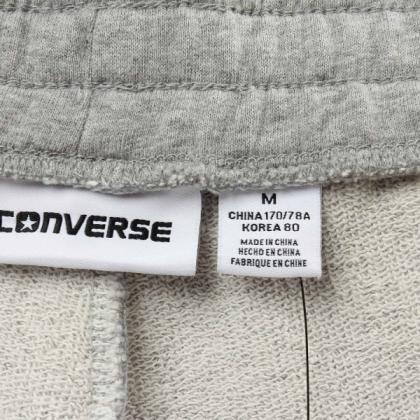 CONVERSE
M
CHINA 170/78A
KOREA 80
MADE IN CHINA
HECHO EN CHINA
FABRIQUE EN CHINE